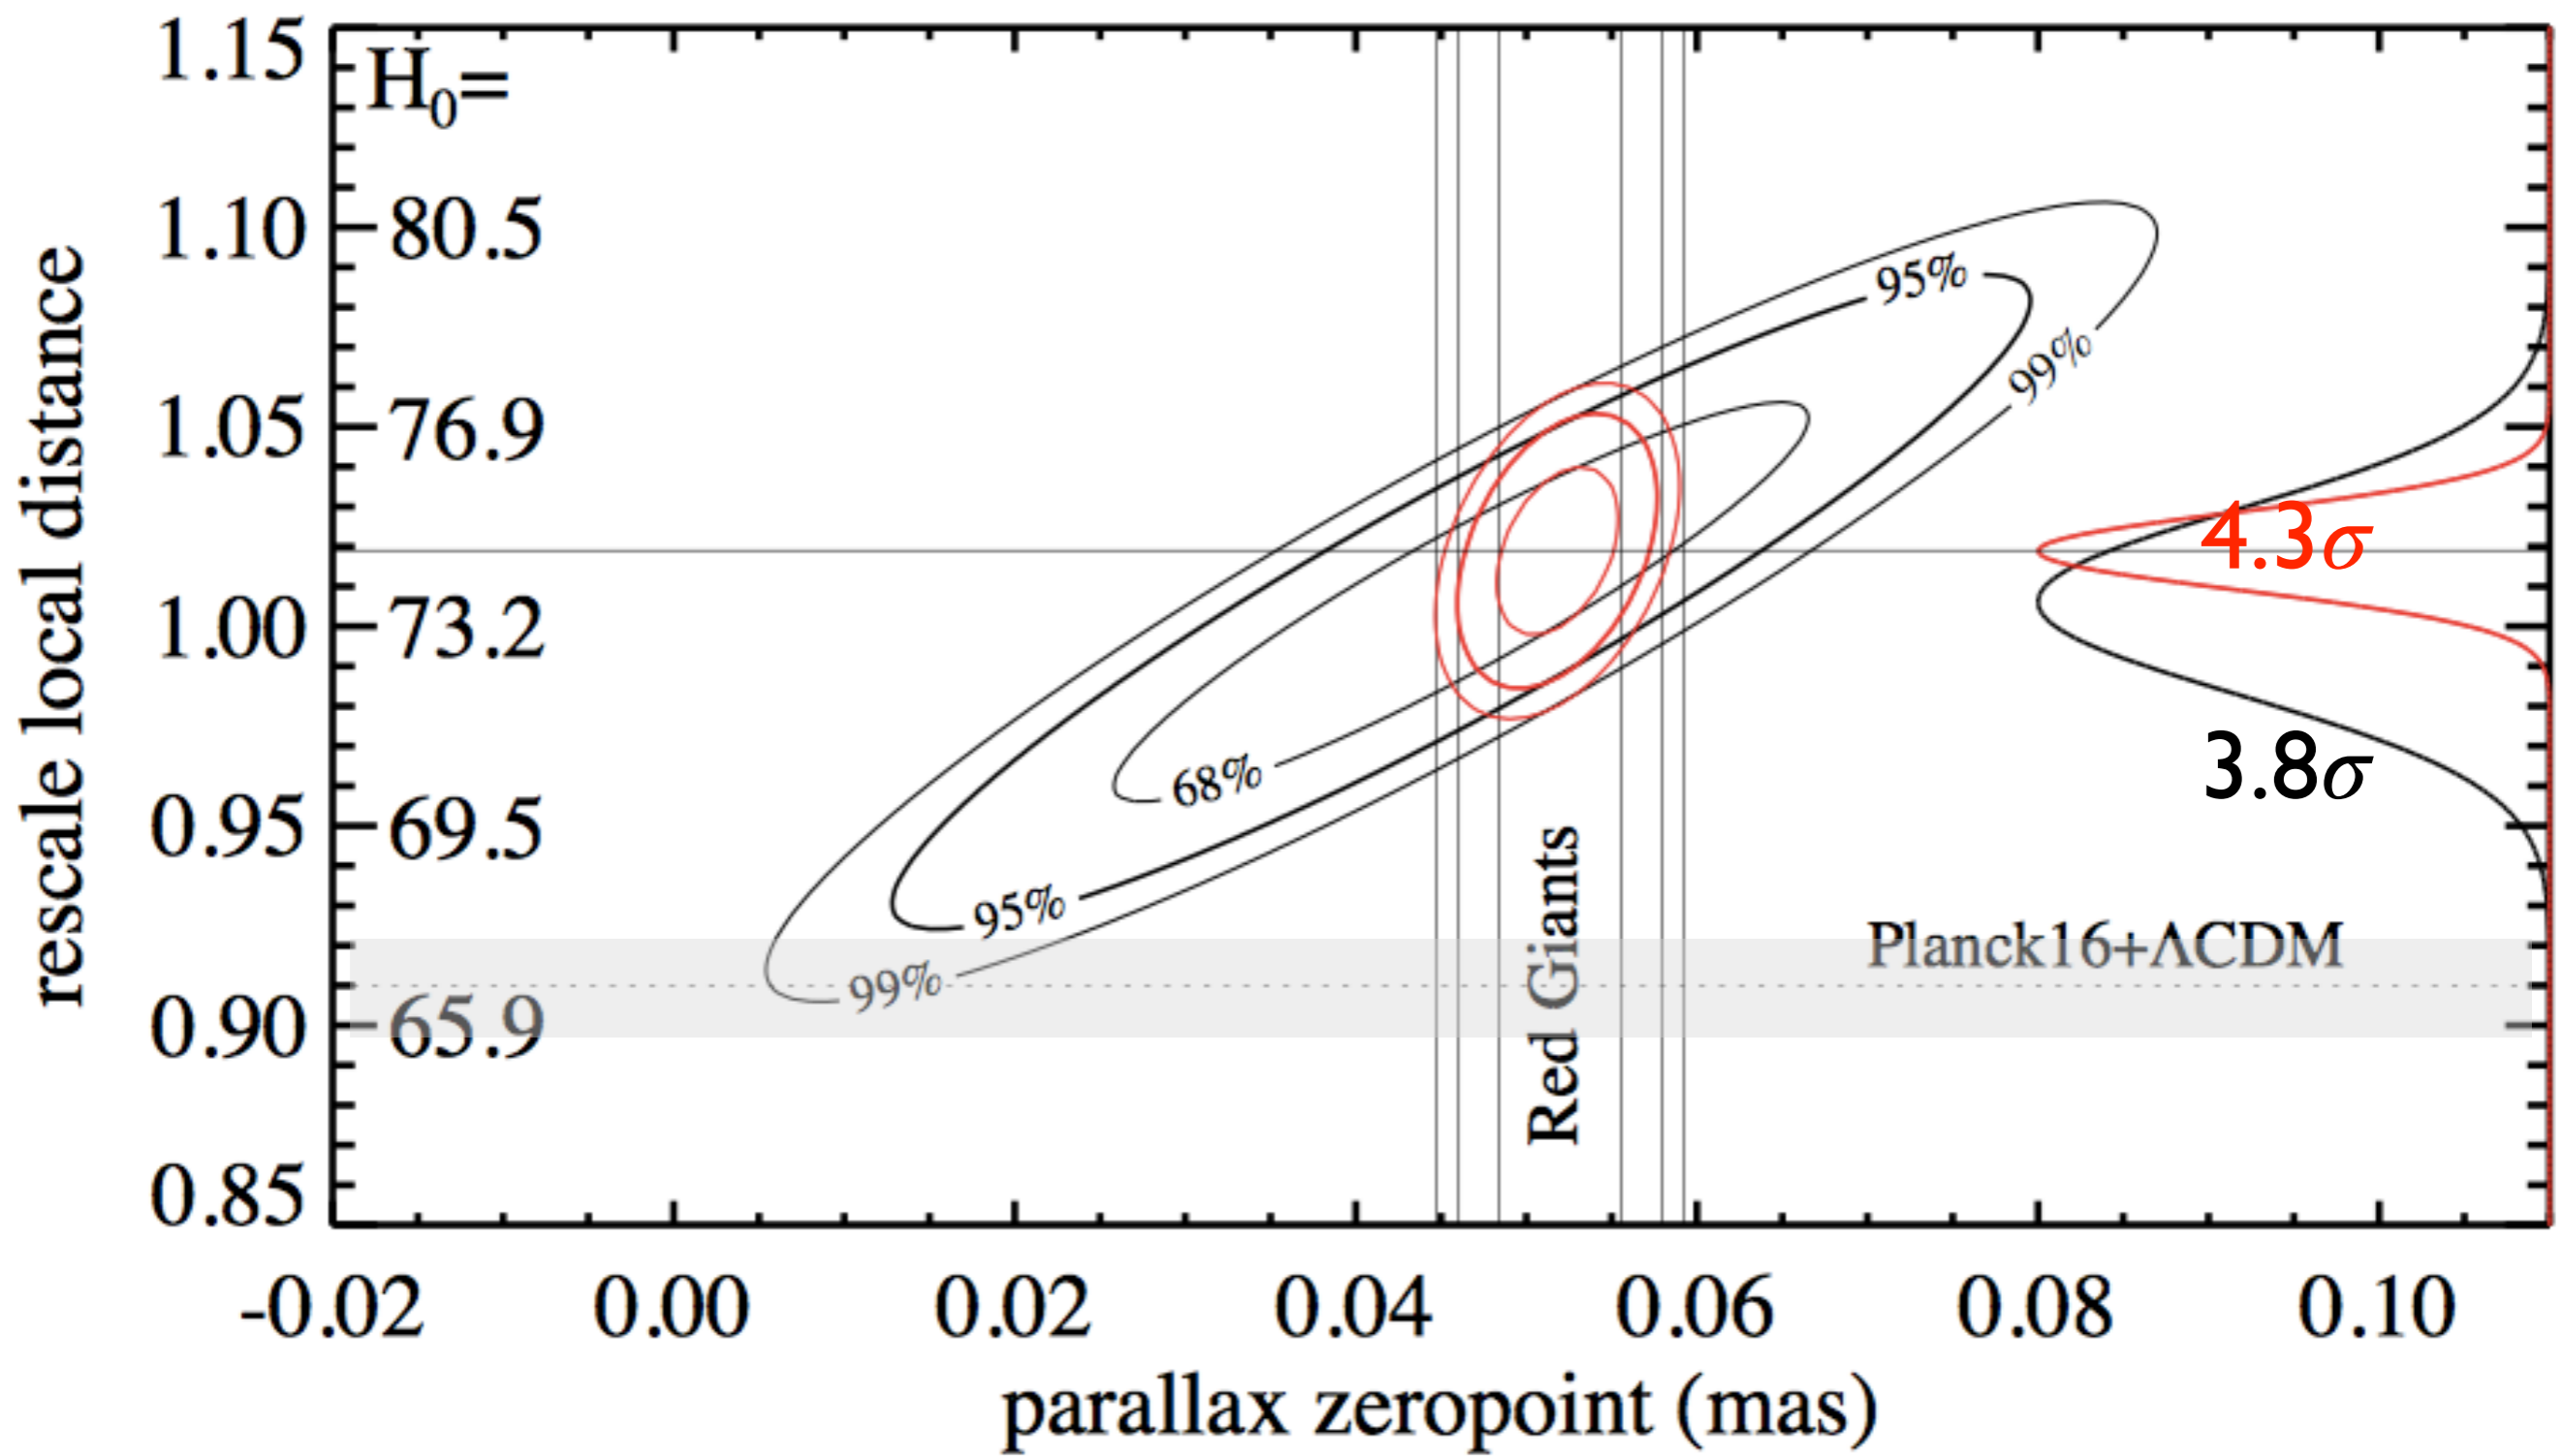 rescale local distance
1.15
1.10
1.05
1.00
0.95
0.90
0.85
H₀=
80.5
76.9
73.2
69.5
65.9
95%
99%
68%
95%
99%
4.3σ
3.8σ
Red Giants
Planck16+ΛCDM
-0.02 0.00 0.02 0.04 0.06 0.08 0.10
parallax zeropoint (mas)